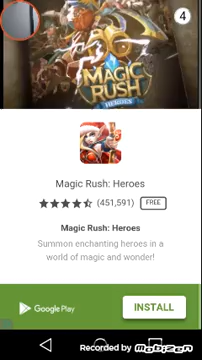 4
MAGIC
RUSH
HEROES
Magic Rush: Heroes
(451,591) FREE
Magic Rush: Heroes
Summon enchanting heroes in a
world of magic and wonder!
Google Play
INSTALL
Recorded by mobizen